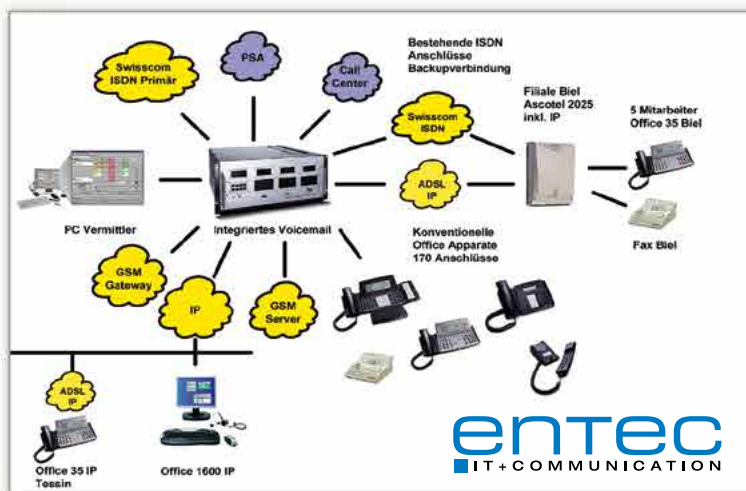 Swisscom
ISDN Primär
PSA
Call
Center
Bestehende ISDN
Anschlüsse
Backupverbindung
Swisscom
ISDN
Filiale Biel
Ascotel 2025
inkl. IP
5 Mitarbeiter
Office 35 Biel
ADSL
IP
PC Vermittler
Integriertes Voicemail
Konventionelle
Office Apparate
170 Anschlüsse
Fax Biel
GSM
Gateway
IP
GSM
Server
ADSL
IP
Office 35 IP
Tessin
Office 1600 IP
entec
IT+COMMUNICATION